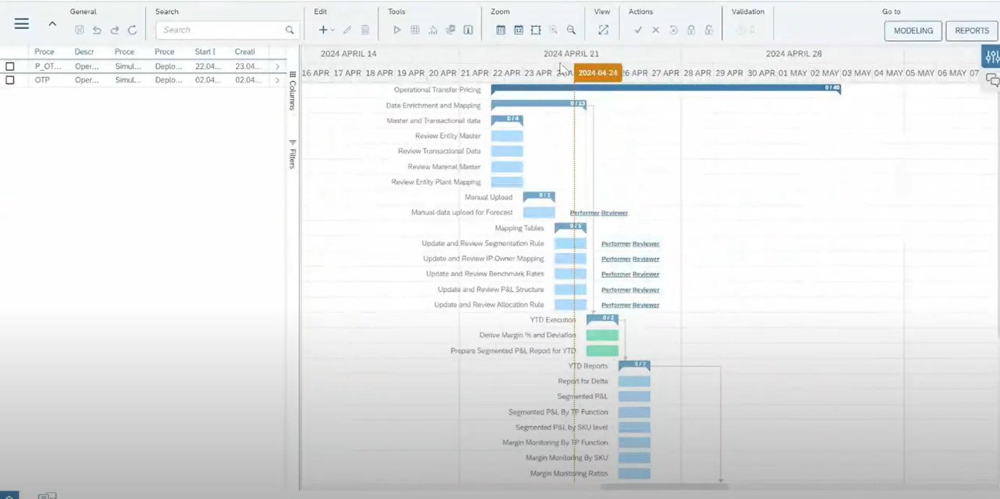 General Search Edit Tools Zoom View Actions Validation Go to
Search
MODELING REPORTS
Proce Descr Proce Proce Start [ Creati
P_OT... Oper... Simul... Deplo... 22.04... 23.04...
OTP Oper... Simul... Deplo... 02.04... 02.04...
Columns
Filters
2024 APRIL 14 2024 APRIL 21 2024 APRIL 28
16 APR 17 APR 18 APR 19 APR 20 APR 21 APR 22 APR 23 APR 2024-04-24 26 APR 27 APR 28 APR 29 APR 30 APR 01 MAY 02 MAY 03 MAY 04 MAY 05 MAY 06 MAY 07
Operational Transfer Pricing 0 / 40
Data Enrichment and Mapping 0 / 13
Master and Transactional data 0 / 4
Review Entity Master
Review Transactional Data
Review Material Master
Review Entity Plant Mapping
Manual Upload 0 / 1
Manual data upload for Forecast Performer Reviewer
Mapping Tables 0 / 5
Update and Review Segmentation Rule Performer Reviewer
Update and Review IP Owner Mapping Performer Reviewer
Update and Review Benchmark Rates Performer Reviewer
Update and Review P&L Structure Performer Reviewer
Update and Review Allocation Rule Performer Reviewer
YTD Execution 0 / 2
Derive Margin % and Deviation
Prepare Segmented P&L Report for YTD
YTD Reports 0 / 7
Report for Delta
Segmented P&L
Segmented P&L By TP Function
Segmented P&L by SKU level
Margin Monitoring By TP Function
Margin Monitoring By SKU
Margin Monitoring Ratios